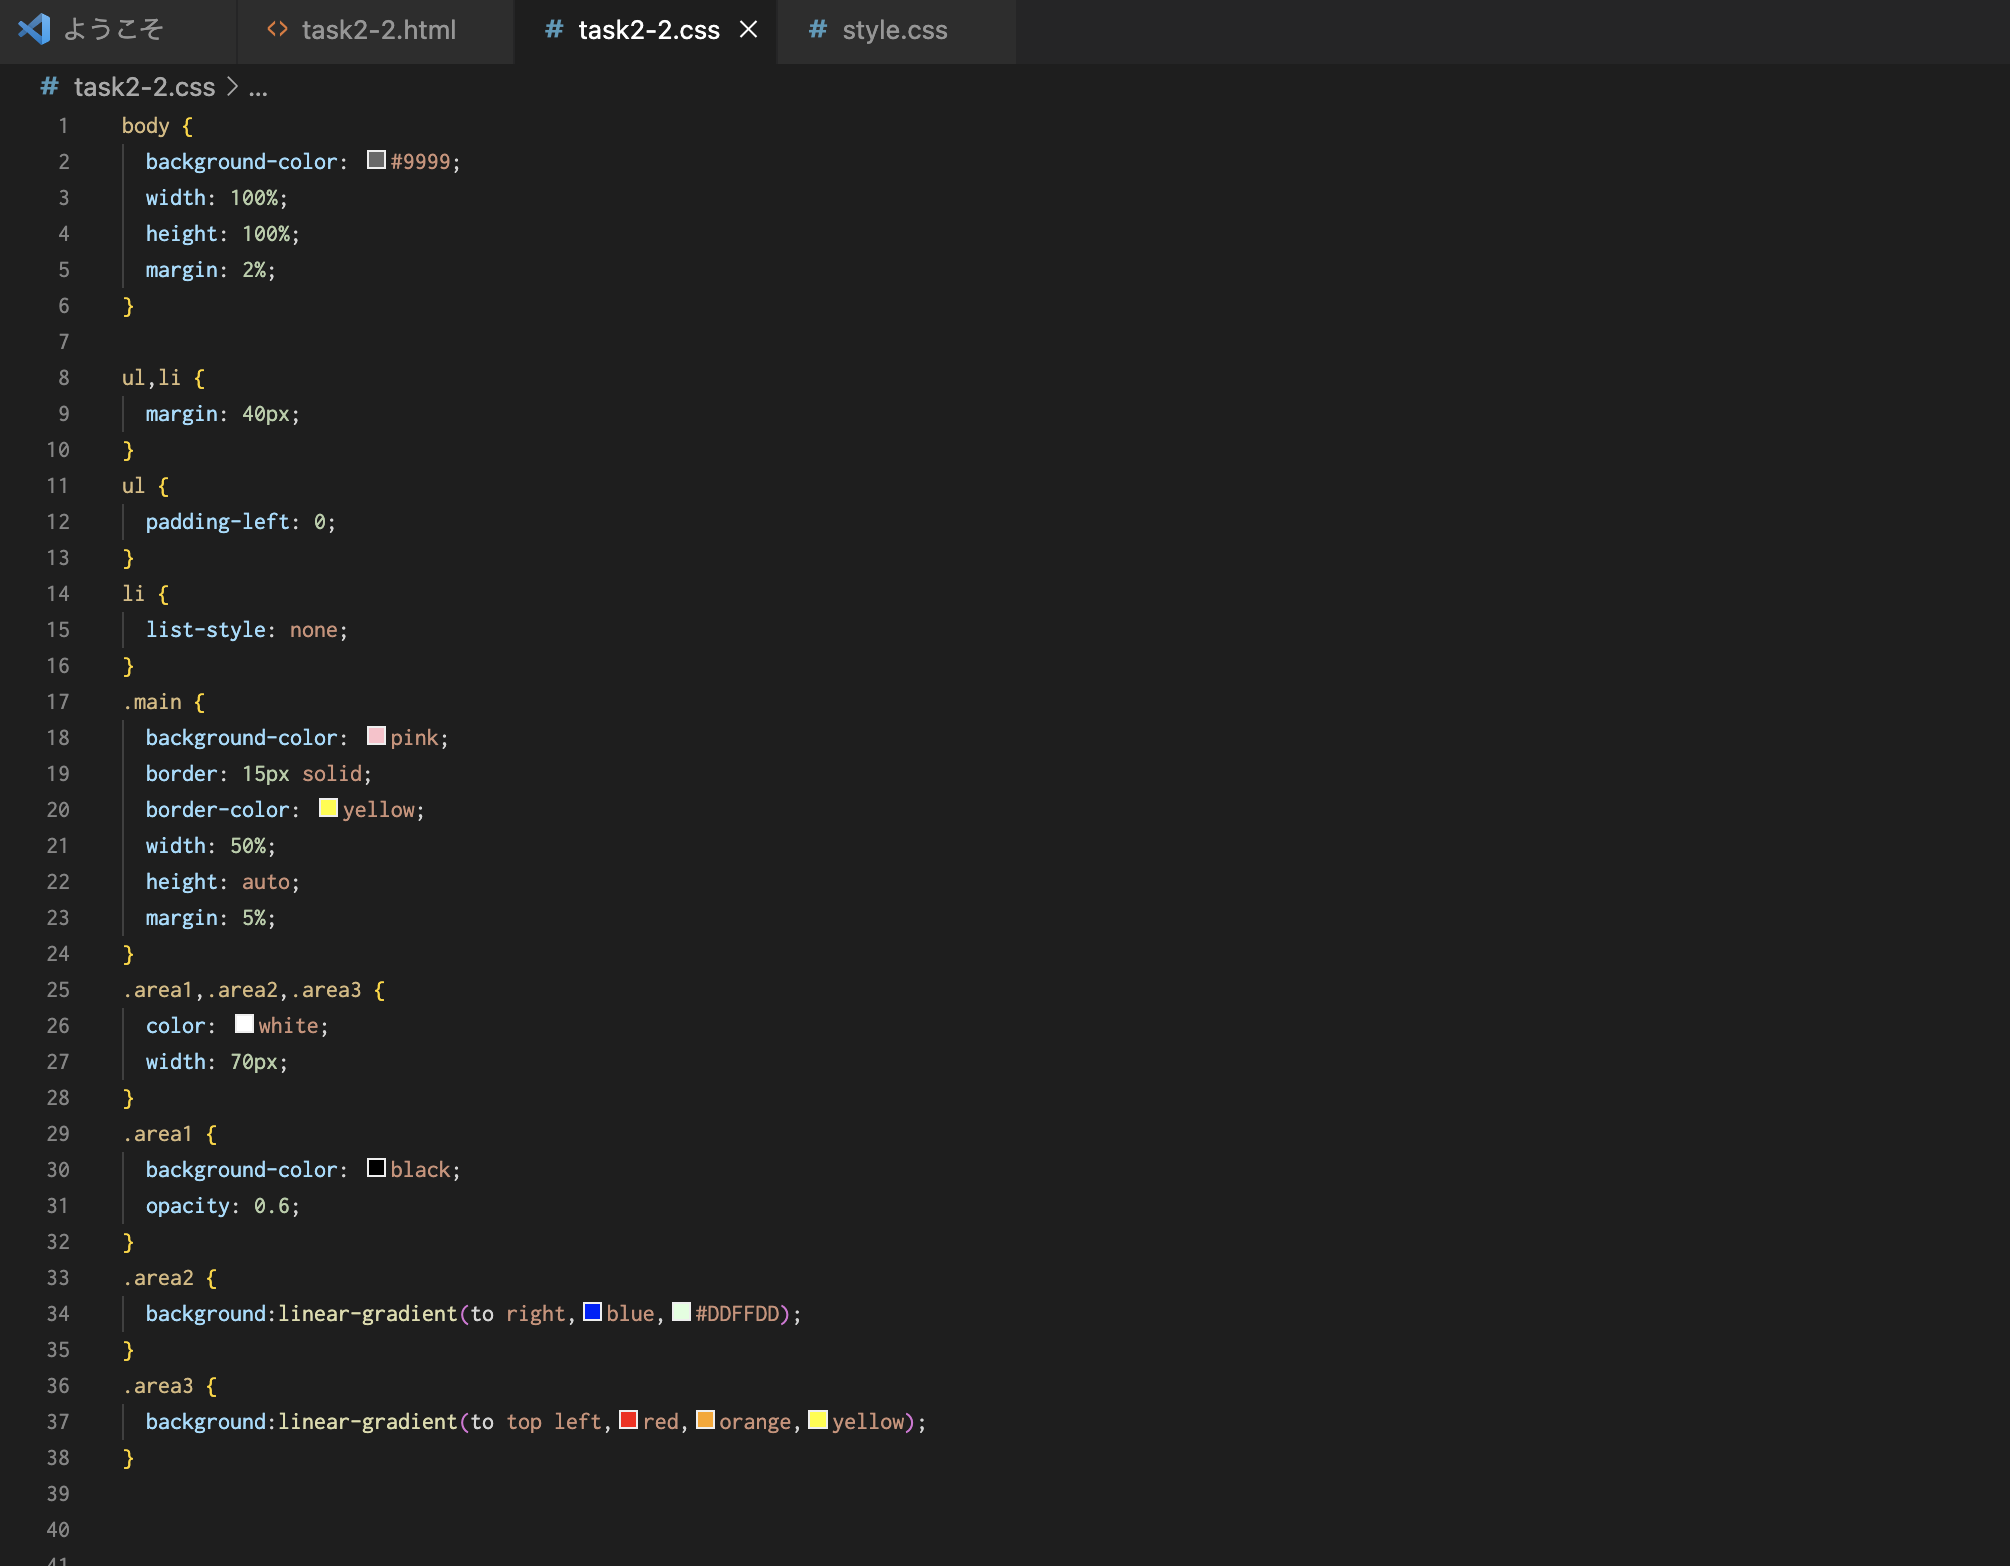 ようこそ
<> task2-2.html
# task2-2.css ×
# style.css
# task2-2.css > ...
1 body {
2 background-color: #9999;
3 width: 100%;
4 height: 100%;
5 margin: 2%;
6 }
7
8 ul,li {
9 margin: 40px;
10 }
11 ul {
12 padding-left: 0;
13 }
14 li {
15 list-style: none;
16 }
17 .main {
18 background-color: pink;
19 border: 15px solid;
20 border-color: yellow;
21 width: 50%;
22 height: auto;
23 margin: 5%;
24 }
25 .area1,.area2,.area3 {
26 color: white;
27 width: 70px;
28 }
29 .area1 {
30 background-color: black;
31 opacity: 0.6;
32 }
33 .area2 {
34 background:linear-gradient(to right,blue,#DDFFDD);
35 }
36 .area3 {
37 background:linear-gradient(to top left,red,orange,yellow);
38 }
39
40
41